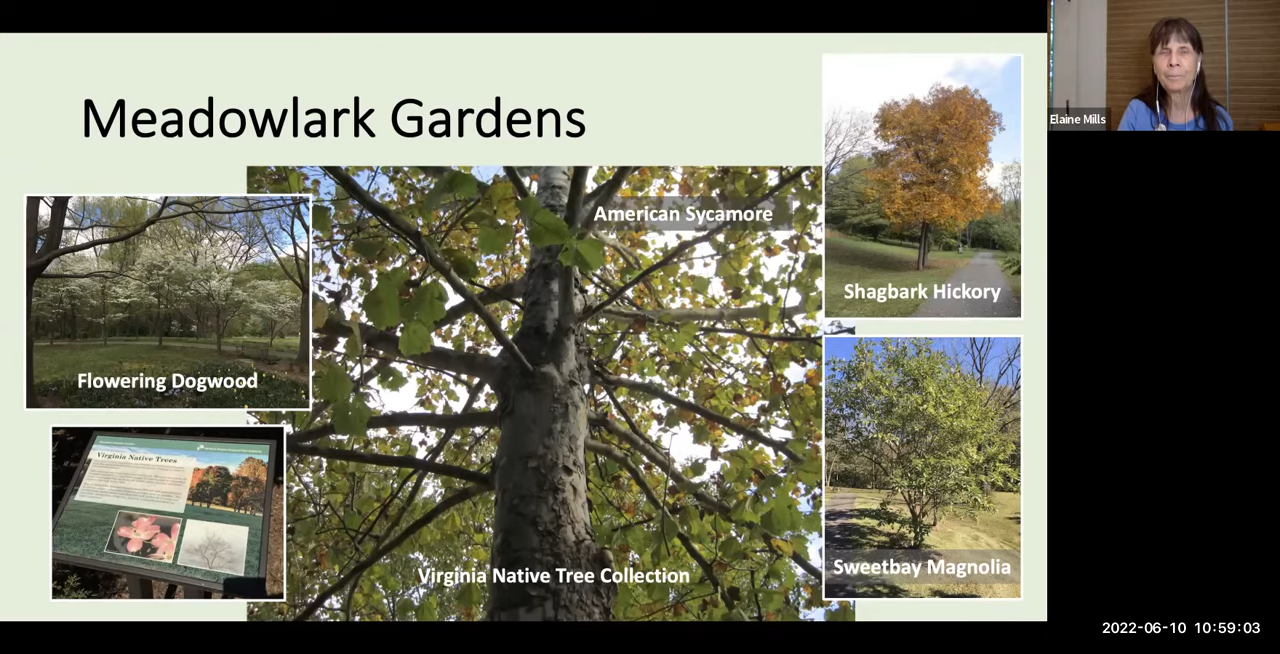 Meadowlark Gardens
American Sycamore
Flowering Dogwood
Shagbark Hickory
Virginia Native Trees
Virginia Native Tree Collection
Sweetbay Magnolia
Elaine Mills
2022-06-10 10:59:03